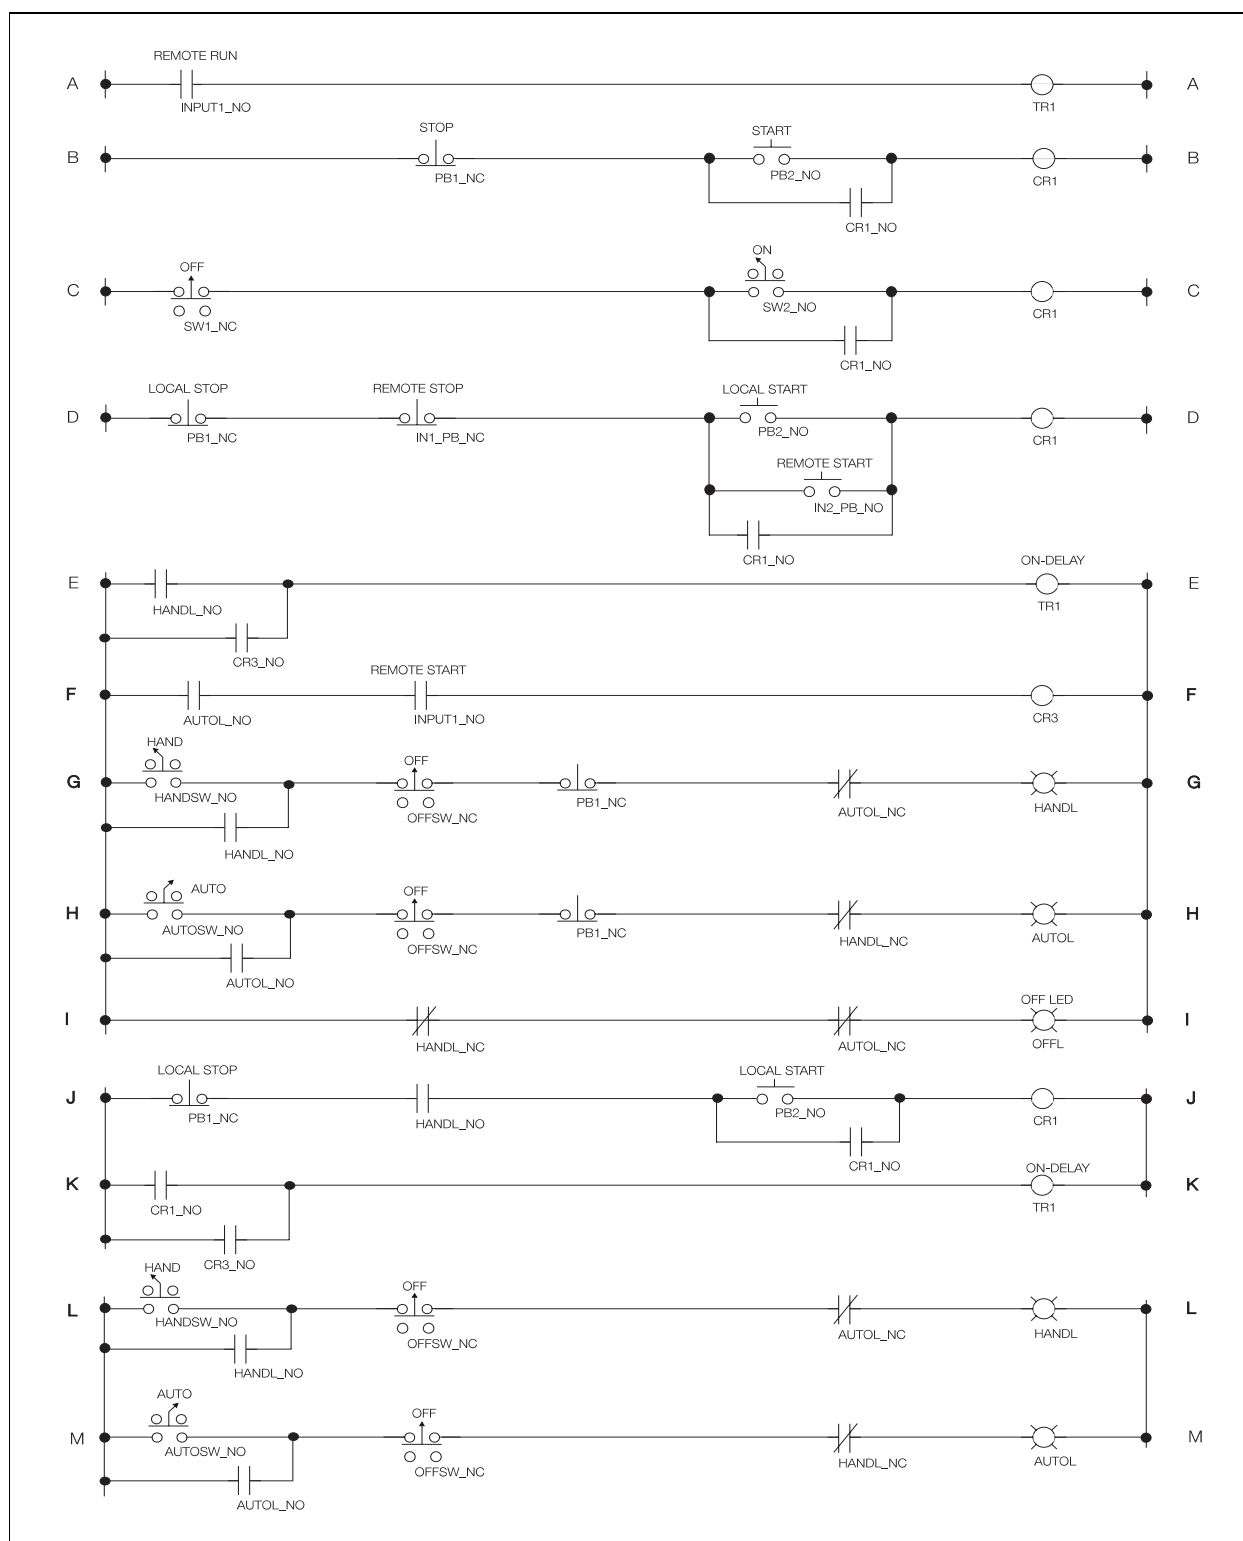 REMOTE RUN
A A
INPUT1_NO TR1
STOP START
B B
PB1_NC PB2_NO CR1
CR1_NO
OFF ON
C C
SW1_NC SW2_NO CR1
CR1_NO
LOCAL STOP REMOTE STOP LOCAL START
D D
PB1_NC IN1_PB_NC PB2_NO CR1
REMOTE START
IN2_PB_NO
CR1_NO
ON-DELAY
E E
HANDL_NO TR1
CR3_NO
REMOTE START
F F
AUTOL_NO INPUT1_NO CR3
HAND OFF
G G
HANDSW_NO OFFSW_NC PB1_NC AUTOL_NC HANDL
HANDL_NO
AUTO OFF
H H
AUTOSW_NO OFFSW_NC PB1_NC HANDL_NC AUTOL
AUTOL_NO
OFF LED
I I
HANDL_NC AUTOL_NC OFFL
LOCAL STOP LOCAL START
J J
PB1_NC HANDL_NO PB2_NO CR1
CR1_NO
ON-DELAY
K K
CR1_NO TR1
CR3_NO
HAND OFF
L L
HANDSW_NO OFFSW_NC AUTOL_NC HANDL
HANDL_NO
AUTO OFF
M M
AUTOSW_NO OFFSW_NC HANDL_NC AUTOL
AUTOL_NO